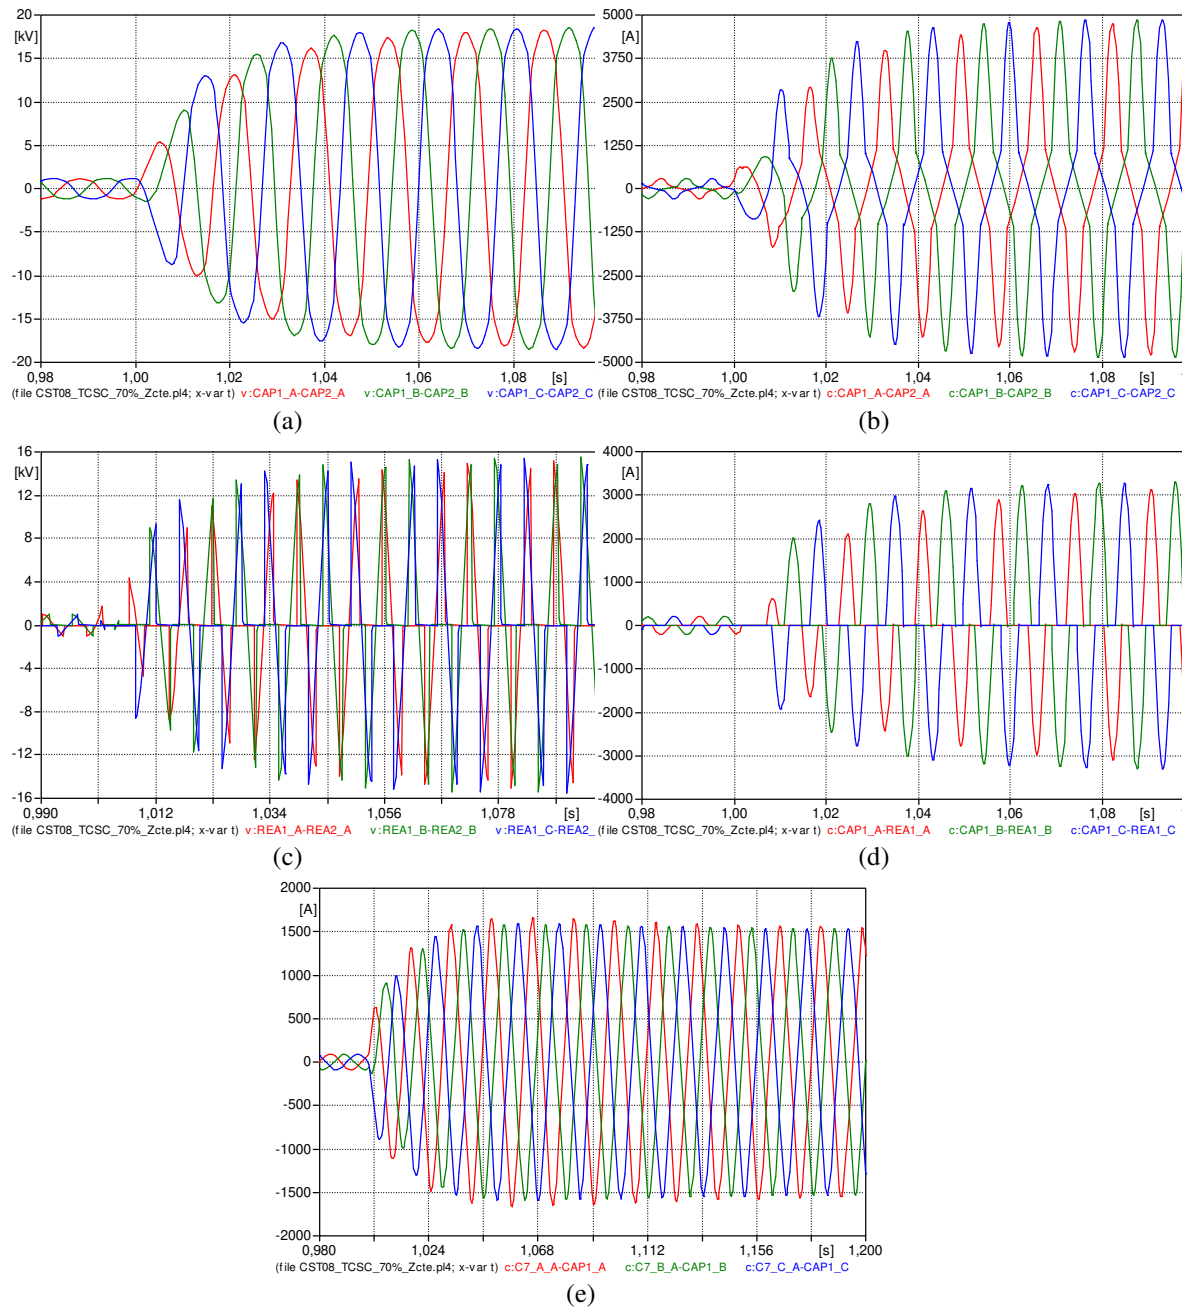 20
[kV]
15
10
5
0
-5
-10
-15
-20
0,98 1,00 1,02 1,04 1,06 1,08 [s]
(file CST08_TCSC_70%_Zcte.pl4; x-var t) v:CAP1_A-CAP2_A v:CAP1_B-CAP2_B v:CAP1_C-CAP2_C
(a)
5000
[A]
3750
2500
1250
0
-1250
-2500
-3750
-5000
0,98 1,00 1,02 1,04 1,06 1,08 [s]
(file CST08_TCSC_70%_Zcte.pl4; x-var t) c:CAP1_A-CAP2_A c:CAP1_B-CAP2_B c:CAP1_C-CAP2_C
(b)
16
[kV]
12
8
4
0
-4
-8
-12
-16
0,990 1,012 1,034 1,056 1,078 [s]
(file CST08_TCSC_70%_Zcte.pl4; x-var t) v:REA1_A-REA2_A v:REA1_B-REA2_B v:REA1_C-REA2_
(c)
4000
[A]
3000
2000
1000
0
-1000
-2000
-3000
-4000
0,98 1,00 1,02 1,04 1,06 1,08 [s]
(file CST08_TCSC_70%_Zcte.pl4; x-var t) c:CAP1_A-REA1_A c:CAP1_B-REA1_B c:CAP1_C-REA1_C
(d)
2000
[A]
1500
1000
500
0
-500
-1000
-1500
-2000
0,980 1,024 1,068 1,112 1,156 [s] 1,200
(file CST08_TCSC_70%_Zcte.pl4; x-var t) c:C7_A_A-CAP1_A c:C7_B_A-CAP1_B c:C7_C_A-CAP1_C
(e)